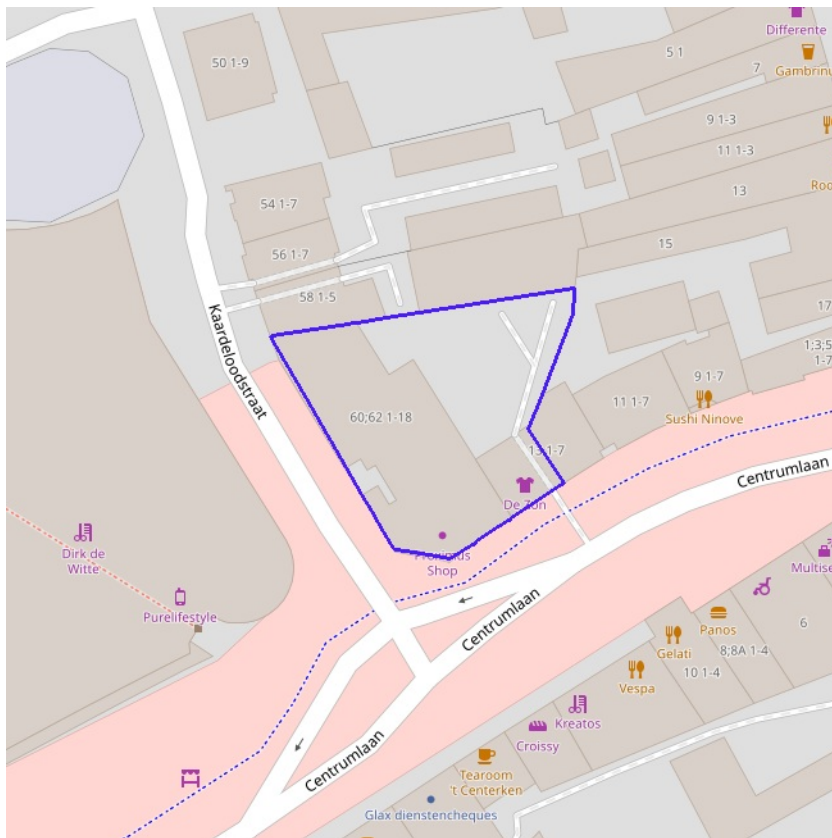 Differente
50 1-9
5 1
7
Gambrinu
9 1-3
11 1-3
13
Roo
54 1-7
15
56 1-7
58 1-5
17
Kaardeloodstraat
1;3;5
1-7
9 1-7
11 1-7
60;62 1-18
Sushi Ninove
13 1-7
Centrumlaan
De Zon
Proximus
Shop
Dirk de
Witte
Multise
Purelifestyle
Centrumlaan
Panos
6
Gelati
8;8A 1-4
10 1-4
Vespa
Kreatos
Croissy
Centrumlaan
Tearoom
't Centerken
Glax dienstencheques